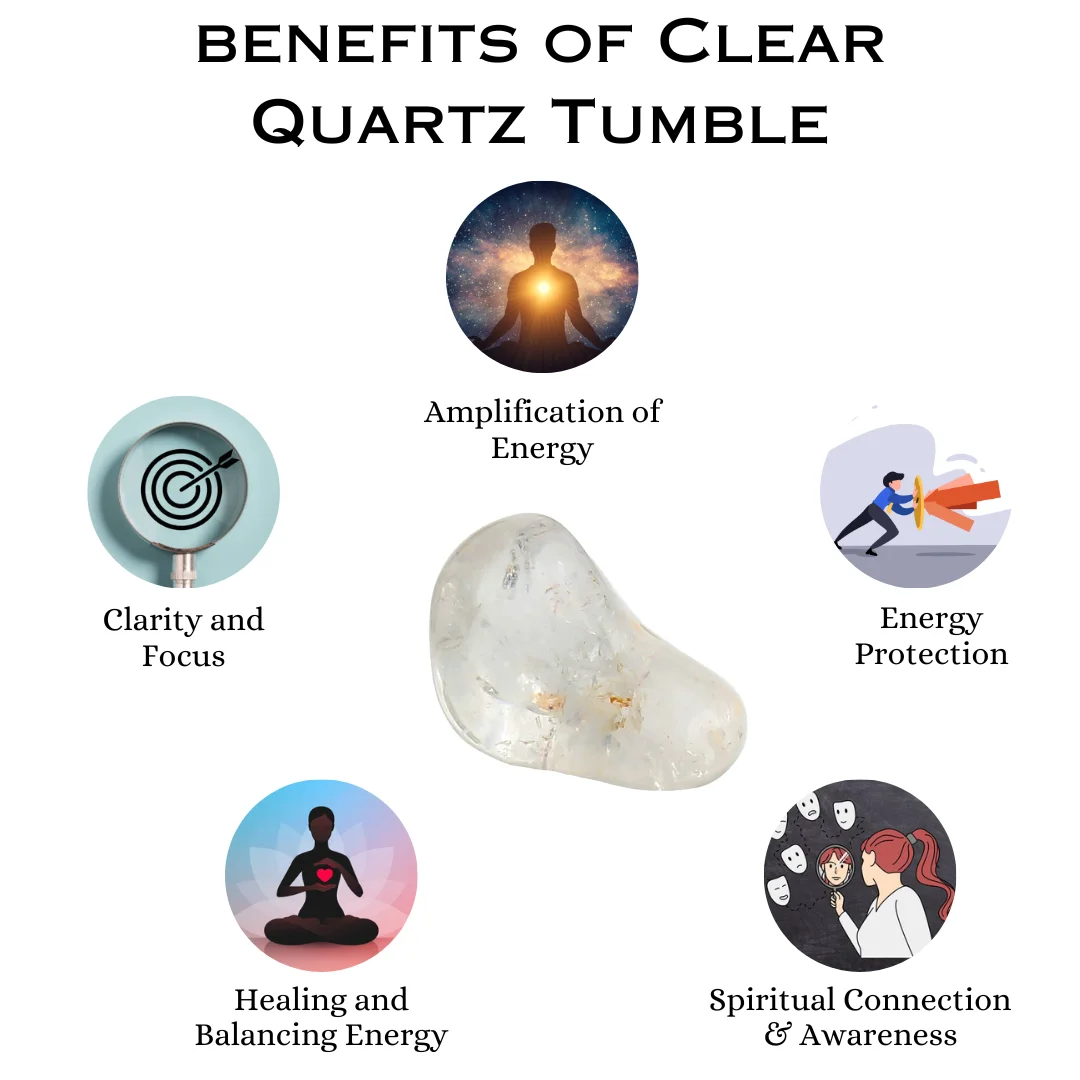 BENEFITS OF CLEAR
QUARTZ TUMBLE
Amplification of
Energy
Clarity and
Focus
Energy
Protection
Healing and
Balancing Energy
Spiritual Connection
& Awareness